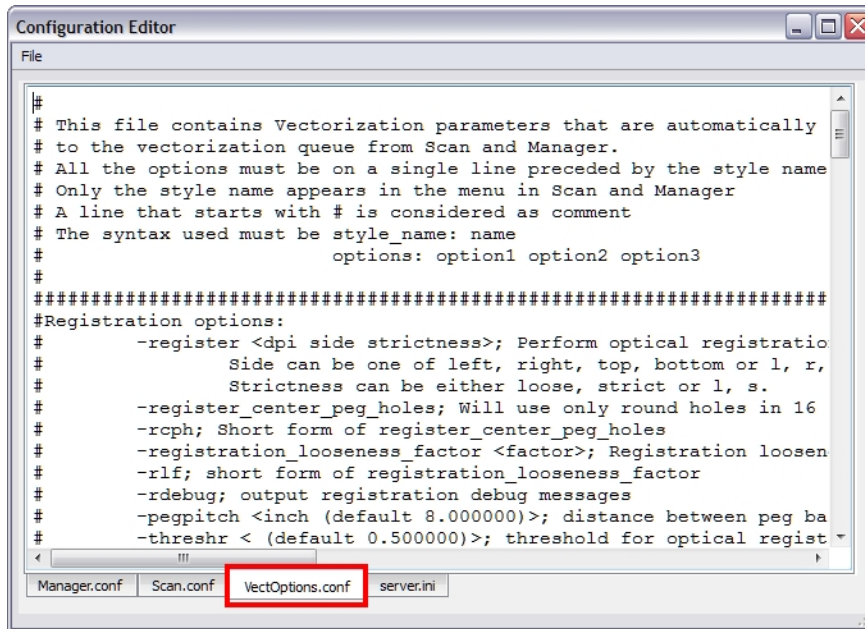 Configuration Editor
File
#
# This file contains Vectorization parameters that are automatically
# to the vectorization queue from Scan and Manager.
# All the options must be on a single line preceded by the style name
# Only the style name appears in the menu in Scan and Manager
# A line that starts with # is considered as comment
# The syntax used must be style_name: name
# options: option1 option2 option3
#
######################################################################
#Registration options:
# -register <dpi side strictness>; Perform optical registratio
# Side can be one of left, right, top, bottom or l, r,
# Strictness can be either loose, strict or l, s.
# -register_center_peg_holes; Will use only round holes in 16
# -rcph; Short form of register_center_peg_holes
# -registration_looseness_factor <factor>; Registration loosen
# -rlf; short form of registration_looseness_factor
# -rdebug; output registration debug messages
# -pegpitch <inch (default 8.000000)>; distance between peg ba
# -threshr < (default 0.500000)>; threshold for optical regist
Manager.conf Scan.conf VectOptions.conf server.ini